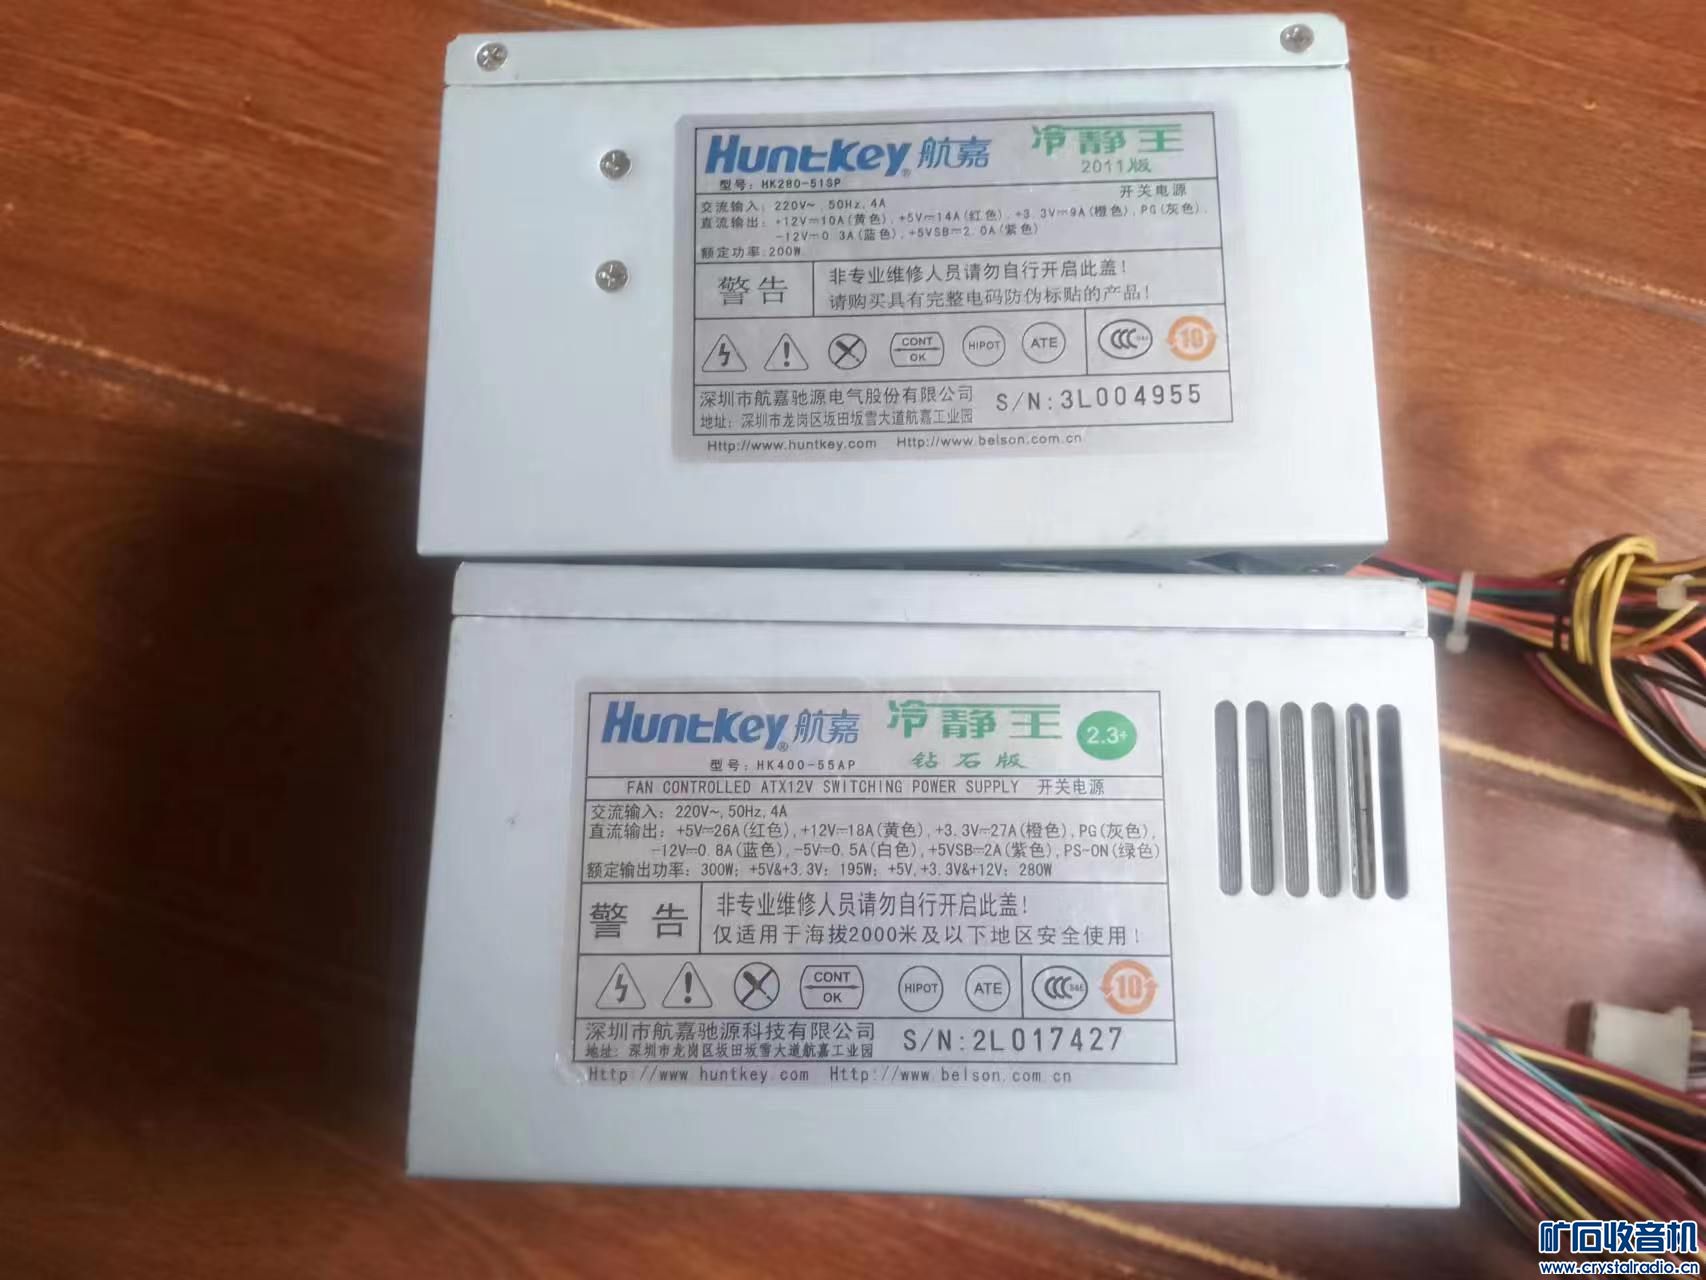 Huntkey® 航嘉 冷静王
2011版
型号：HK280-51SP
开关电源
交流输入：220V~, 50Hz, 4A
直流输出：+12V⎓10A(黄色),+5V⎓14A(红色),+3.3V⎓9A(橙色),PG(灰色),
-12V⎓0.3A(蓝色),+5VSB⎓2.0A(紫色)
额定功率:200W
警告
非专业维修人员请勿自行开启此盖！
请购买具有完整电码防伪标贴的产品！
CONT OK HIPOT ATE CCC S&E 10
深圳市航嘉驰源电气股份有限公司
S/N:3L004955
地址：深圳市龙岗区坂田坂雪大道航嘉工业园
Http://www.huntkey.com Http://www.belson.com.cn
Huntkey® 航嘉 冷静王 2.3+
型号：HK400-55AP 钻石版
FAN CONTROLLED ATX12V SWITCHING POWER SUPPLY 开关电源
交流输入：220V~, 50Hz, 4A
直流输出：+5V⎓26A(红色),+12V⎓18A(黄色),+3.3V⎓27A(橙色),PG(灰色),
-12V⎓0.8A(蓝色),-5V⎓0.5A(白色),+5VSB⎓2A(紫色),PS-ON(绿色)
额定输出功率：300W；+5V&+3.3V：195W；+5V,+3.3V&+12V：280W
警告
非专业维修人员请勿自行开启此盖！
仅适用于海拔2000米及以下地区安全使用！
CONT OK HIPOT ATE CCC S&E 10
深圳市航嘉驰源科技有限公司
S/N:2L017427
地址：深圳市龙岗区坂田坂雪大道航嘉工业园
Http://www.huntkey.com Http://www.belson.com.cn
矿石收音机
www.crystalradio.cn